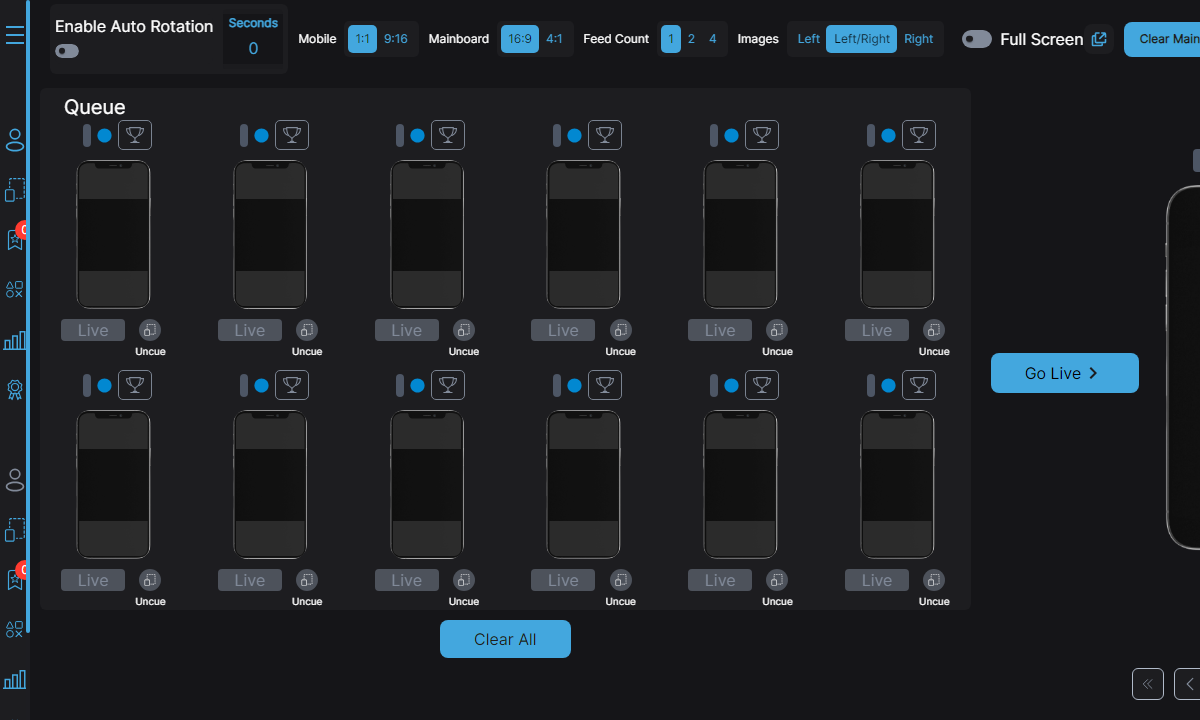 Enable Auto Rotation
Seconds
0
Mobile 1:1 9:16 Mainboard 16:9 4:1 Feed Count 1 2 4 Images Left Left/Right Right Full Screen Clear Main
Queue
Live Live Live Live Live Live
Uncue Uncue Uncue Uncue Uncue Uncue
Go Live
Live Live Live Live Live Live
Uncue Uncue Uncue Uncue Uncue Uncue
Clear All